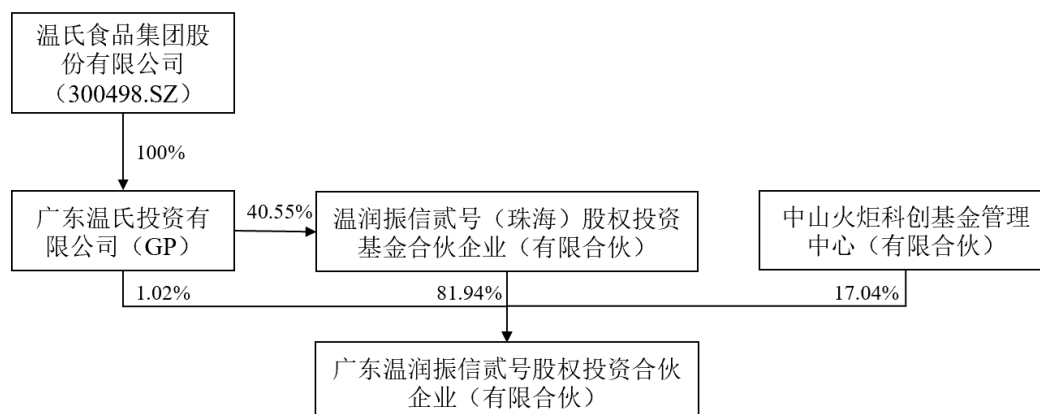 温氏食品集团股
份有限公司
（300498.SZ）
100%
广东温氏投资有
限公司（GP）
40.55%
温润振信贰号（珠海）股权投资
基金合伙企业（有限合伙）
中山火炬科创基金管理
中心（有限合伙）
1.02%
81.94%
17.04%
广东温润振信贰号股权投资合伙
企业（有限合伙）